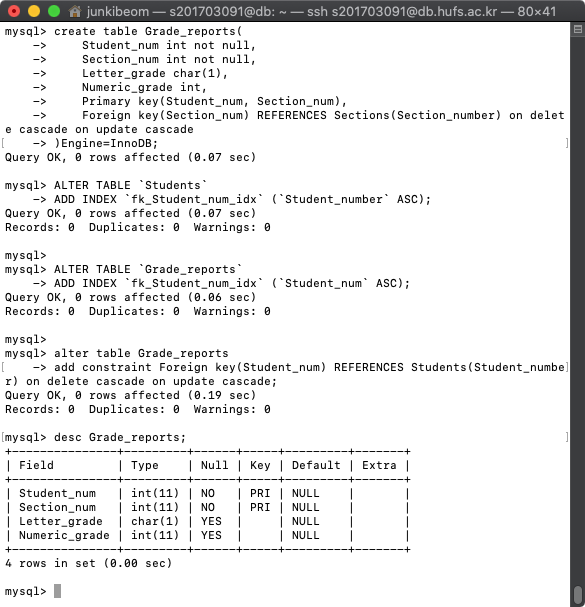 junkibeom — s201703091@db: ~ — ssh s201703091@db.hufs.ac.kr — 80×41
mysql> create table Grade_reports(
    ->     Student_num int not null,
    ->     Section_num int not null,
    ->     Letter_grade char(1),
    ->     Numeric_grade int,
    ->     Primary key(Student_num, Section_num),
    ->     Foreign key(Section_num) REFERENCES Sections(Section_number) on delet
e cascade on update cascade
    -> )Engine=InnoDB;
Query OK, 0 rows affected (0.07 sec)

mysql> ALTER TABLE `Students`
    -> ADD INDEX `fk_Student_num_idx` (`Student_number` ASC);
Query OK, 0 rows affected (0.07 sec)
Records: 0  Duplicates: 0  Warnings: 0

mysql>
mysql> ALTER TABLE `Grade_reports`
    -> ADD INDEX `fk_Student_num_idx` (`Student_num` ASC);
Query OK, 0 rows affected (0.06 sec)
Records: 0  Duplicates: 0  Warnings: 0

mysql>
mysql> alter table Grade_reports
    -> add constraint Foreign key(Student_num) REFERENCES Students(Student_numbe
r) on delete cascade on update cascade;
Query OK, 0 rows affected (0.19 sec)
Records: 0  Duplicates: 0  Warnings: 0

mysql> desc Grade_reports;
+---------------+---------+------+-----+---------+-------+
| Field         | Type    | Null | Key | Default | Extra |
+---------------+---------+------+-----+---------+-------+
| Student_num   | int(11) | NO   | PRI | NULL    |       |
| Section_num   | int(11) | NO   | PRI | NULL    |       |
| Letter_grade  | char(1) | YES  |     | NULL    |       |
| Numeric_grade | int(11) | YES  |     | NULL    |       |
+---------------+---------+------+-----+---------+-------+
4 rows in set (0.00 sec)

mysql>